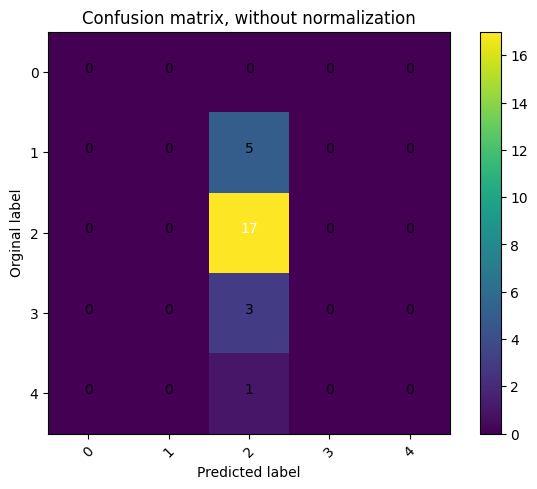 Confusion matrix, without normalization
0 0 0 0 0 0
1 0 0 5 0 0
2 0 0 17 0 0
3 0 0 3 0 0
4 0 0 1 0 0
0 1 2 3 4
Orginal label
Predicted label
16
14
12
10
8
6
4
2
0